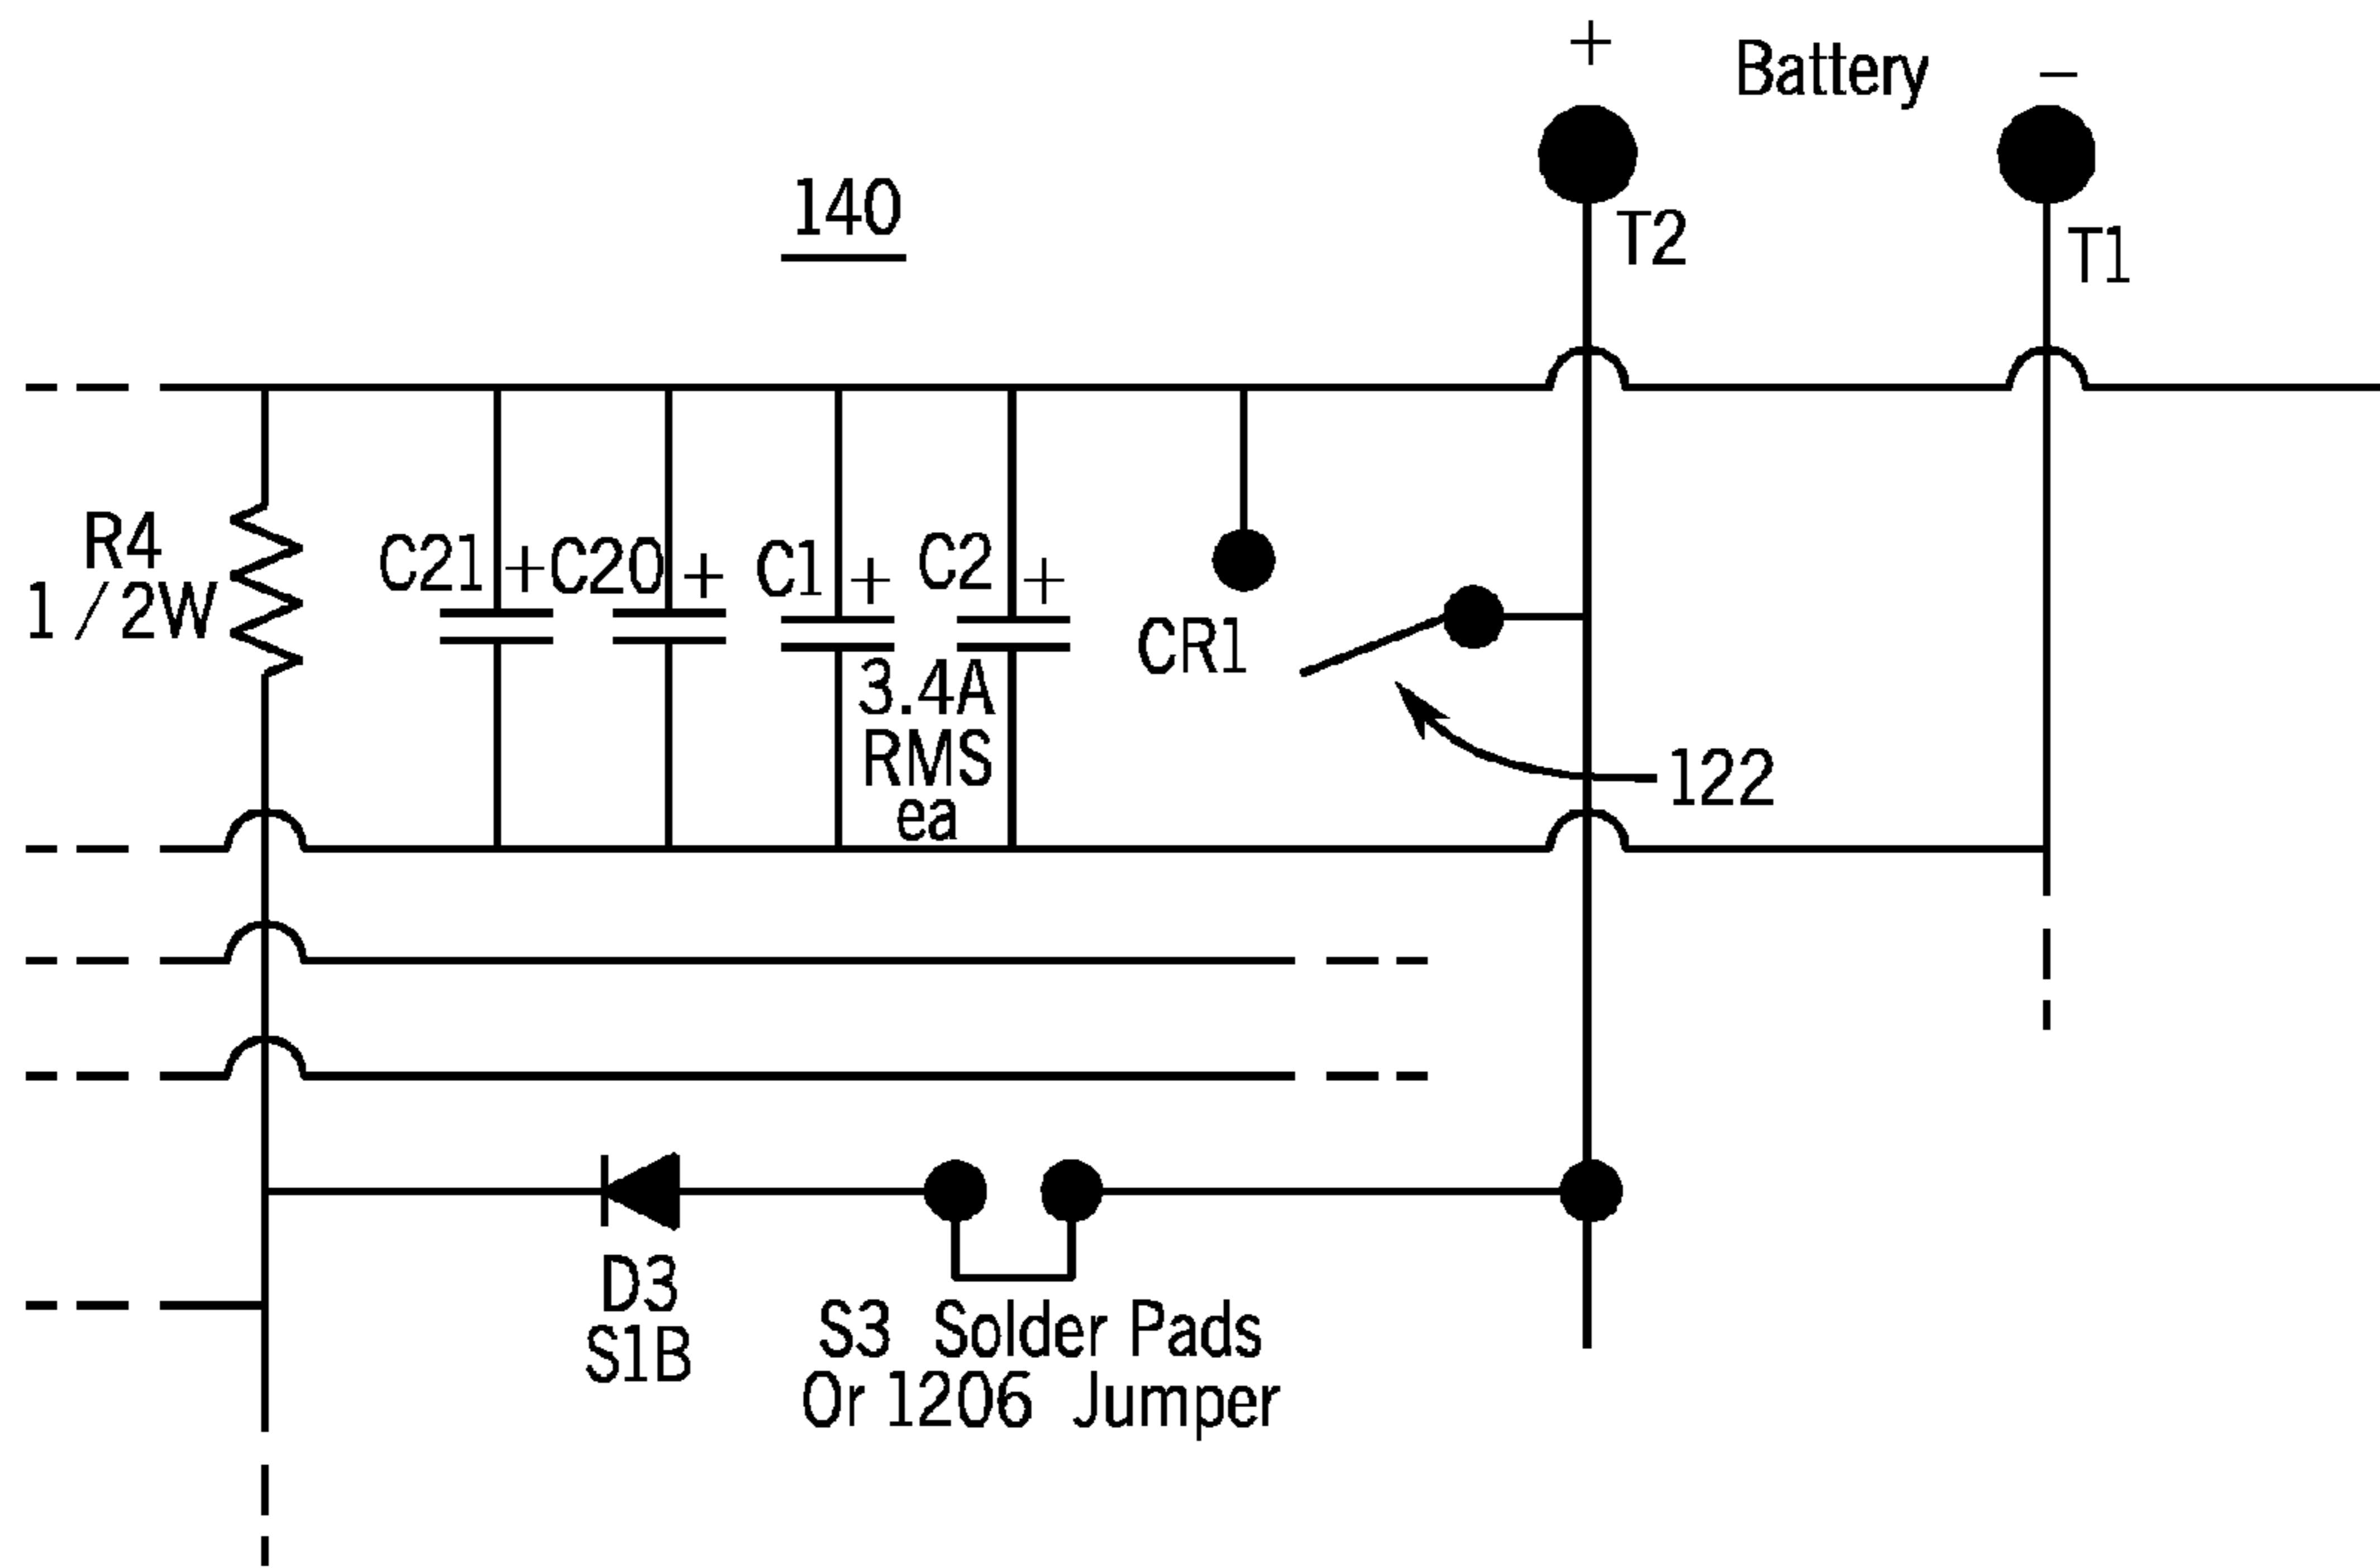 + Battery −
140
T2
T1
R4
1/2W
C21 + C20 + C1 + C2 +
CR1
3.4A
RMS
ea
122
D3
S1B
S3 Solder Pads
Or 1206 Jumper